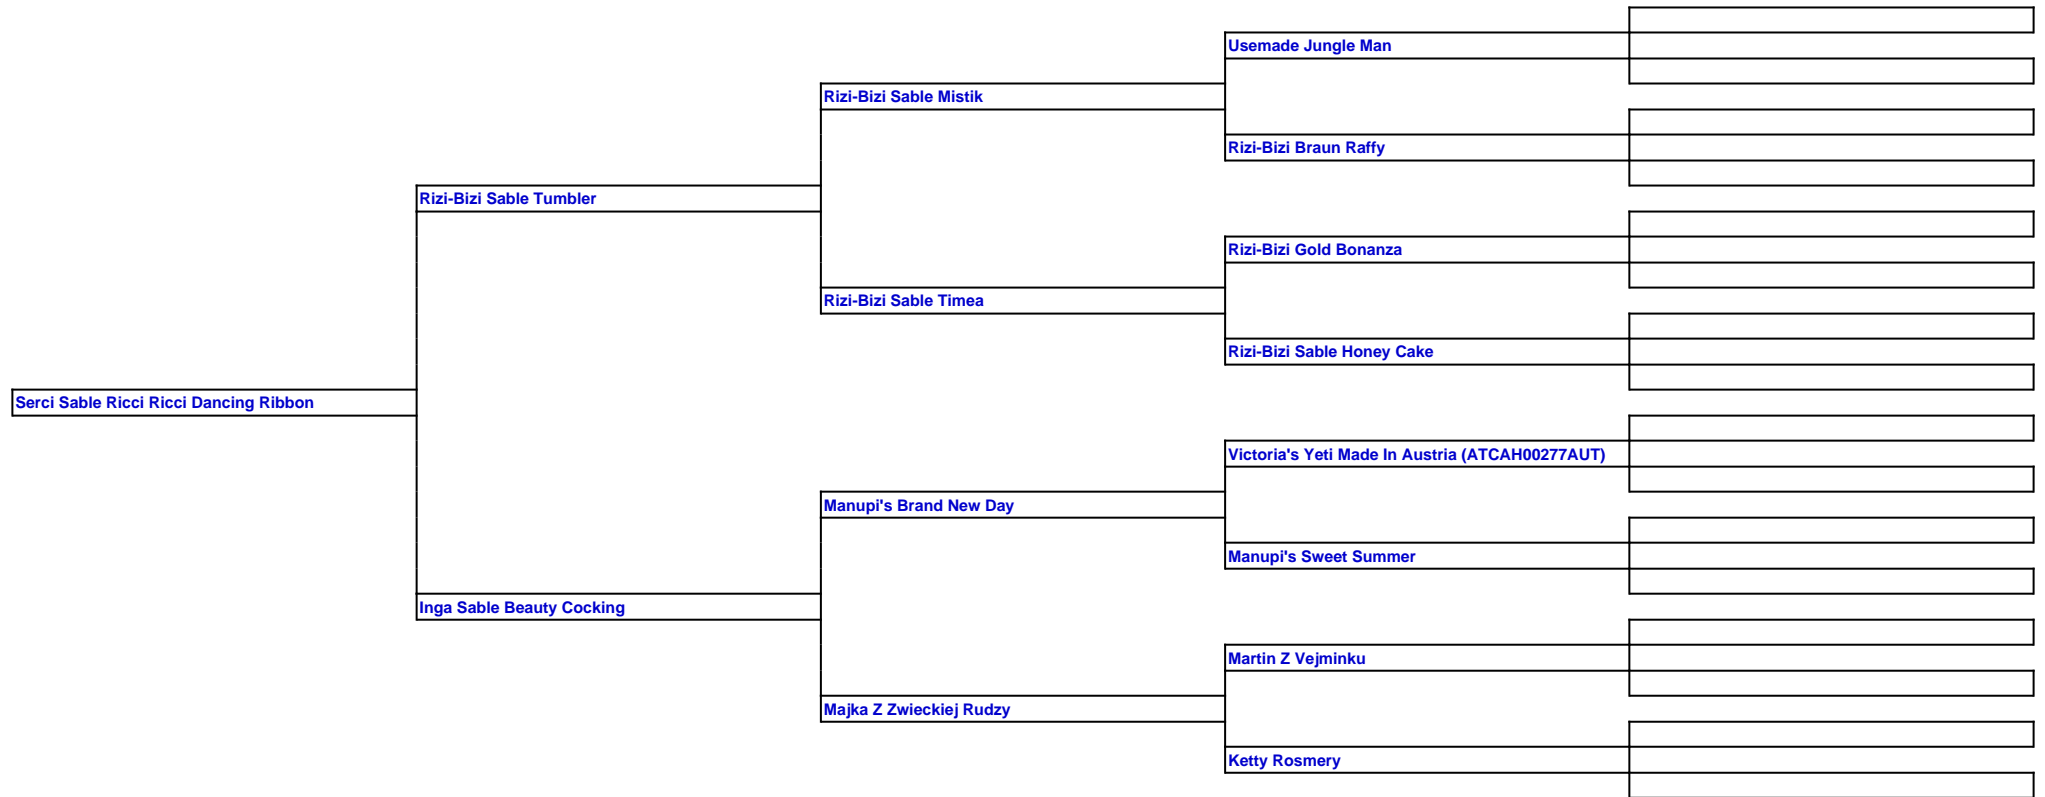 Usemade Jungle Man
Rizi-Bizi Sable Mistik
Rizi-Bizi Braun Raffy
Rizi-Bizi Sable Tumbler
Rizi-Bizi Gold Bonanza
Rizi-Bizi Sable Timea
Rizi-Bizi Sable Honey Cake
Serci Sable Ricci Ricci Dancing Ribbon
Victoria's Yeti Made In Austria (ATCAH00277AUT)
Manupi's Brand New Day
Manupi's Sweet Summer
Inga Sable Beauty Cocking
Martin Z Vejminku
Majka Z Zwieckiej Rudzy
Ketty Rosmery